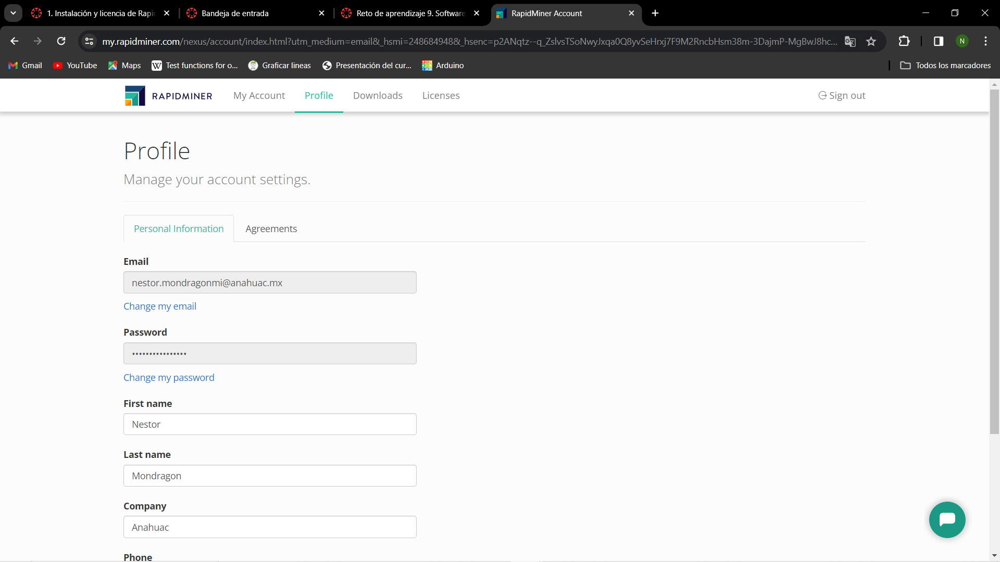 1. Instalación y licencia de Rapi
Bandeja de entrada
Reto de aprendizaje 9. Software
RapidMiner Account
my.rapidminer.com/nexus/account/index.html?utm_medium=email&_hsmi=248684948&_hsenc=p2ANqtz--q_ZslvsTSoNwyJxqa0Q8yvSeHrxj7F9M2RncbHsm38m-3DajmP-MgBwJ8hc...
N
Gmail
YouTube
Maps
W Test functions for o...
Graficar lineas
Presentación del cur...
Arduino
Todos los marcadores
RAPIDMINER
My Account
Profile
Downloads
Licenses
Sign out
Profile
Manage your account settings.
Personal Information
Agreements
Email
nestor.mondragonmi@anahuac.mx
Change my email
Password
••••••••••••••••
Change my password
First name
Nestor
Last name
Mondragon
Company
Anahuac
Phone